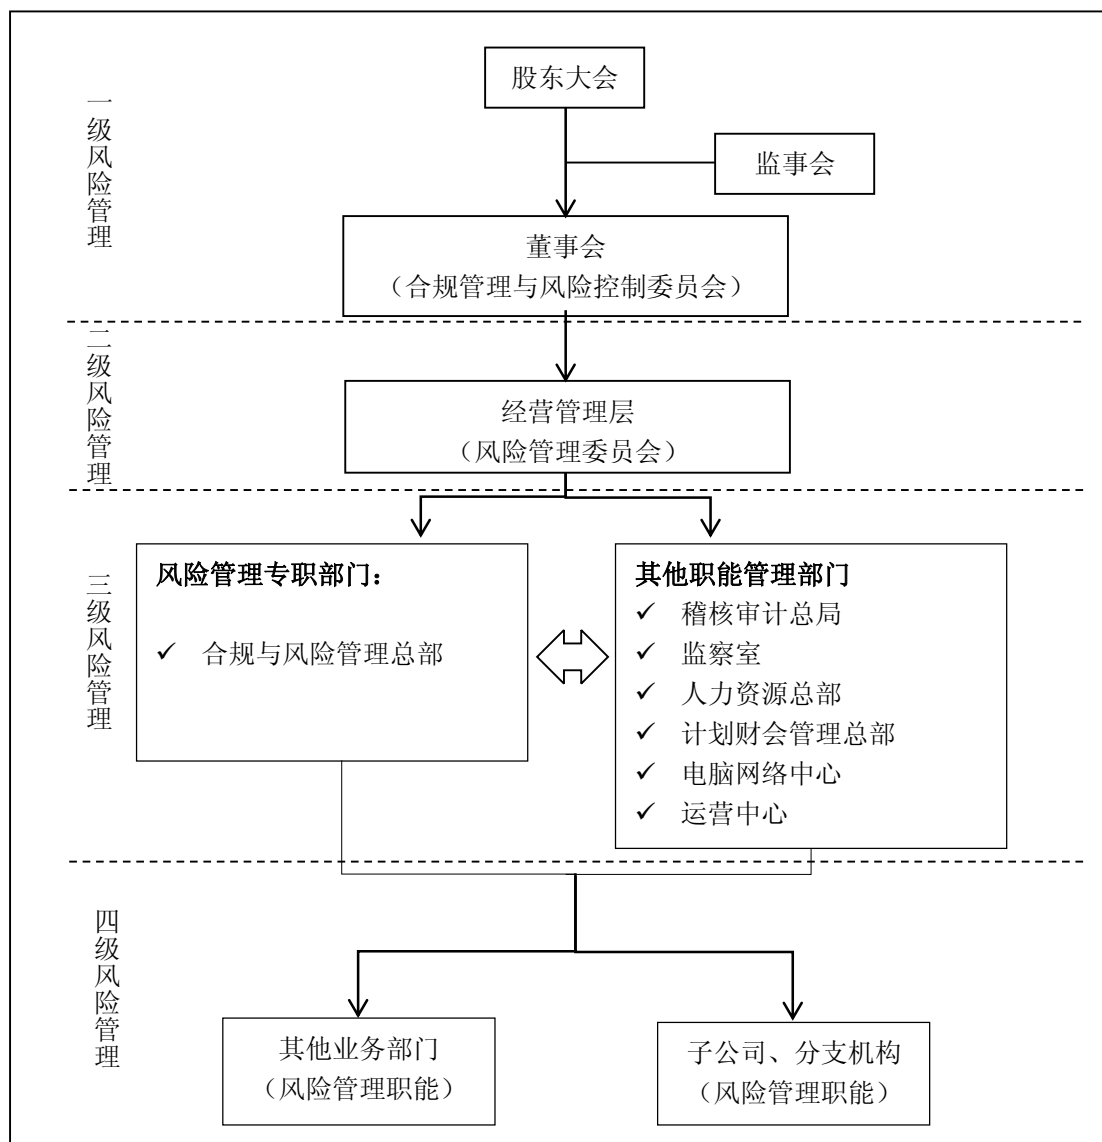 一级风险管理
股东大会
监事会
董事会
（合规管理与风险控制委员会）
二级风险管理
经营管理层
（风险管理委员会）
三级风险管理
风险管理专职部门：
✓ 合规与风险管理总部
其他职能管理部门
✓ 稽核审计总局
✓ 监察室
✓ 人力资源总部
✓ 计划财会管理总部
✓ 电脑网络中心
✓ 运营中心
四级风险管理
其他业务部门
（风险管理职能）
子公司、分支机构
（风险管理职能）